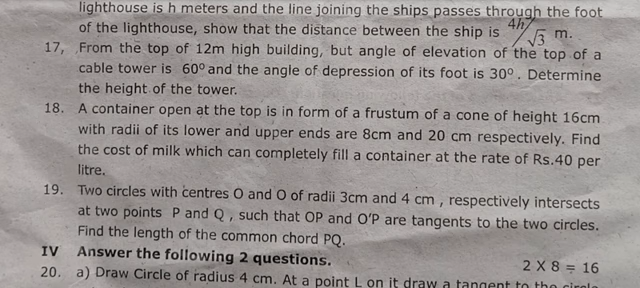 lighthouse is h meters and the line joining the ships passes through the foot
of the lighthouse, show that the distance between the ship is 4h/√3 m.
17, From the top of 12m high building, but angle of elevation of the top of a
cable tower is 60º and the angle of depression of its foot is 30º. Determine
the height of the tower.
18. A container open at the top is in form of a frustum of a cone of height 16cm
with radii of its lower and upper ends are 8cm and 20 cm respectively. Find
the cost of milk which can completely fill a container at the rate of Rs.40 per
litre.
19. Two circles with centres O and O of radii 3cm and 4 cm , respectively intersects
at two points P and Q , such that OP and O'P are tangents to the two circles.
Find the length of the common chord PQ.
IV Answer the following 2 questions. 2 X 8 = 16
20. a) Draw Circle of radius 4 cm. At a point L on it draw a tangent to the circle